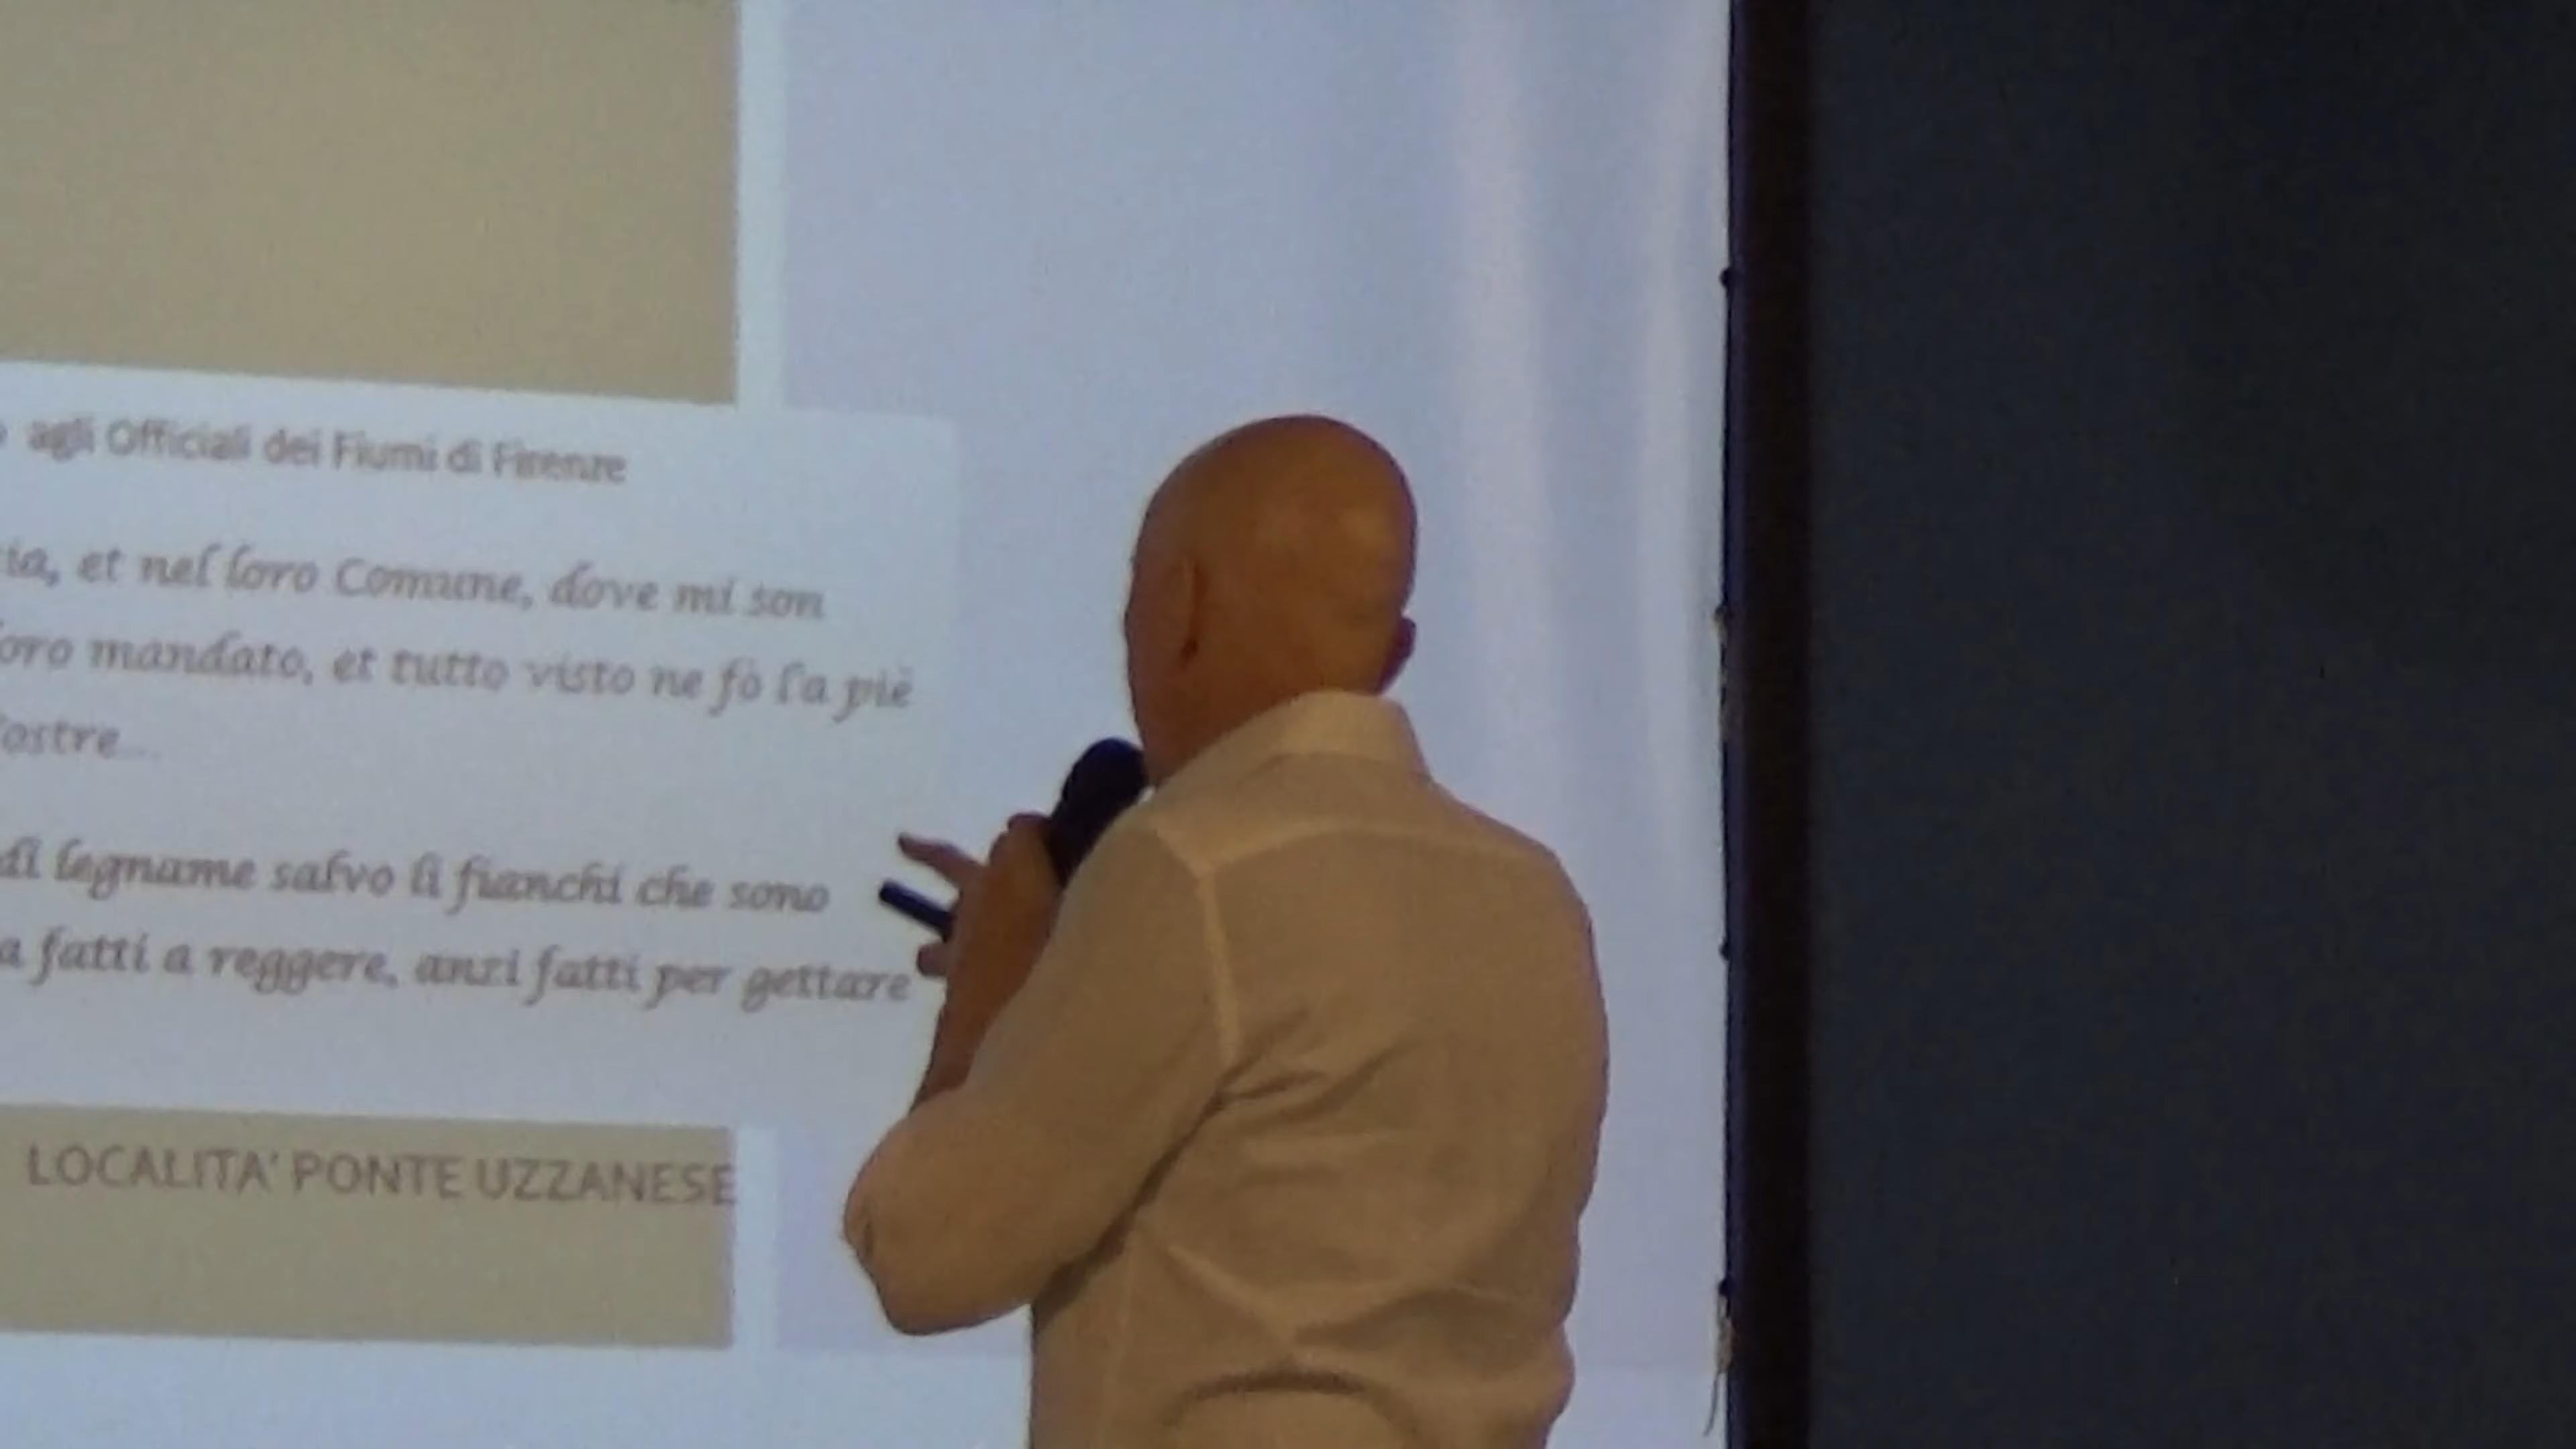 agli Officiali dei Fiumi di Firenze
et nel loro Comune, dove mi son
mandato, et tutto visto ne fò la piè
di legname salvo li fianchi che sono
a fatti a reggere, anzi fatti per gettare
LOCALITA' PONTE UZZANESE